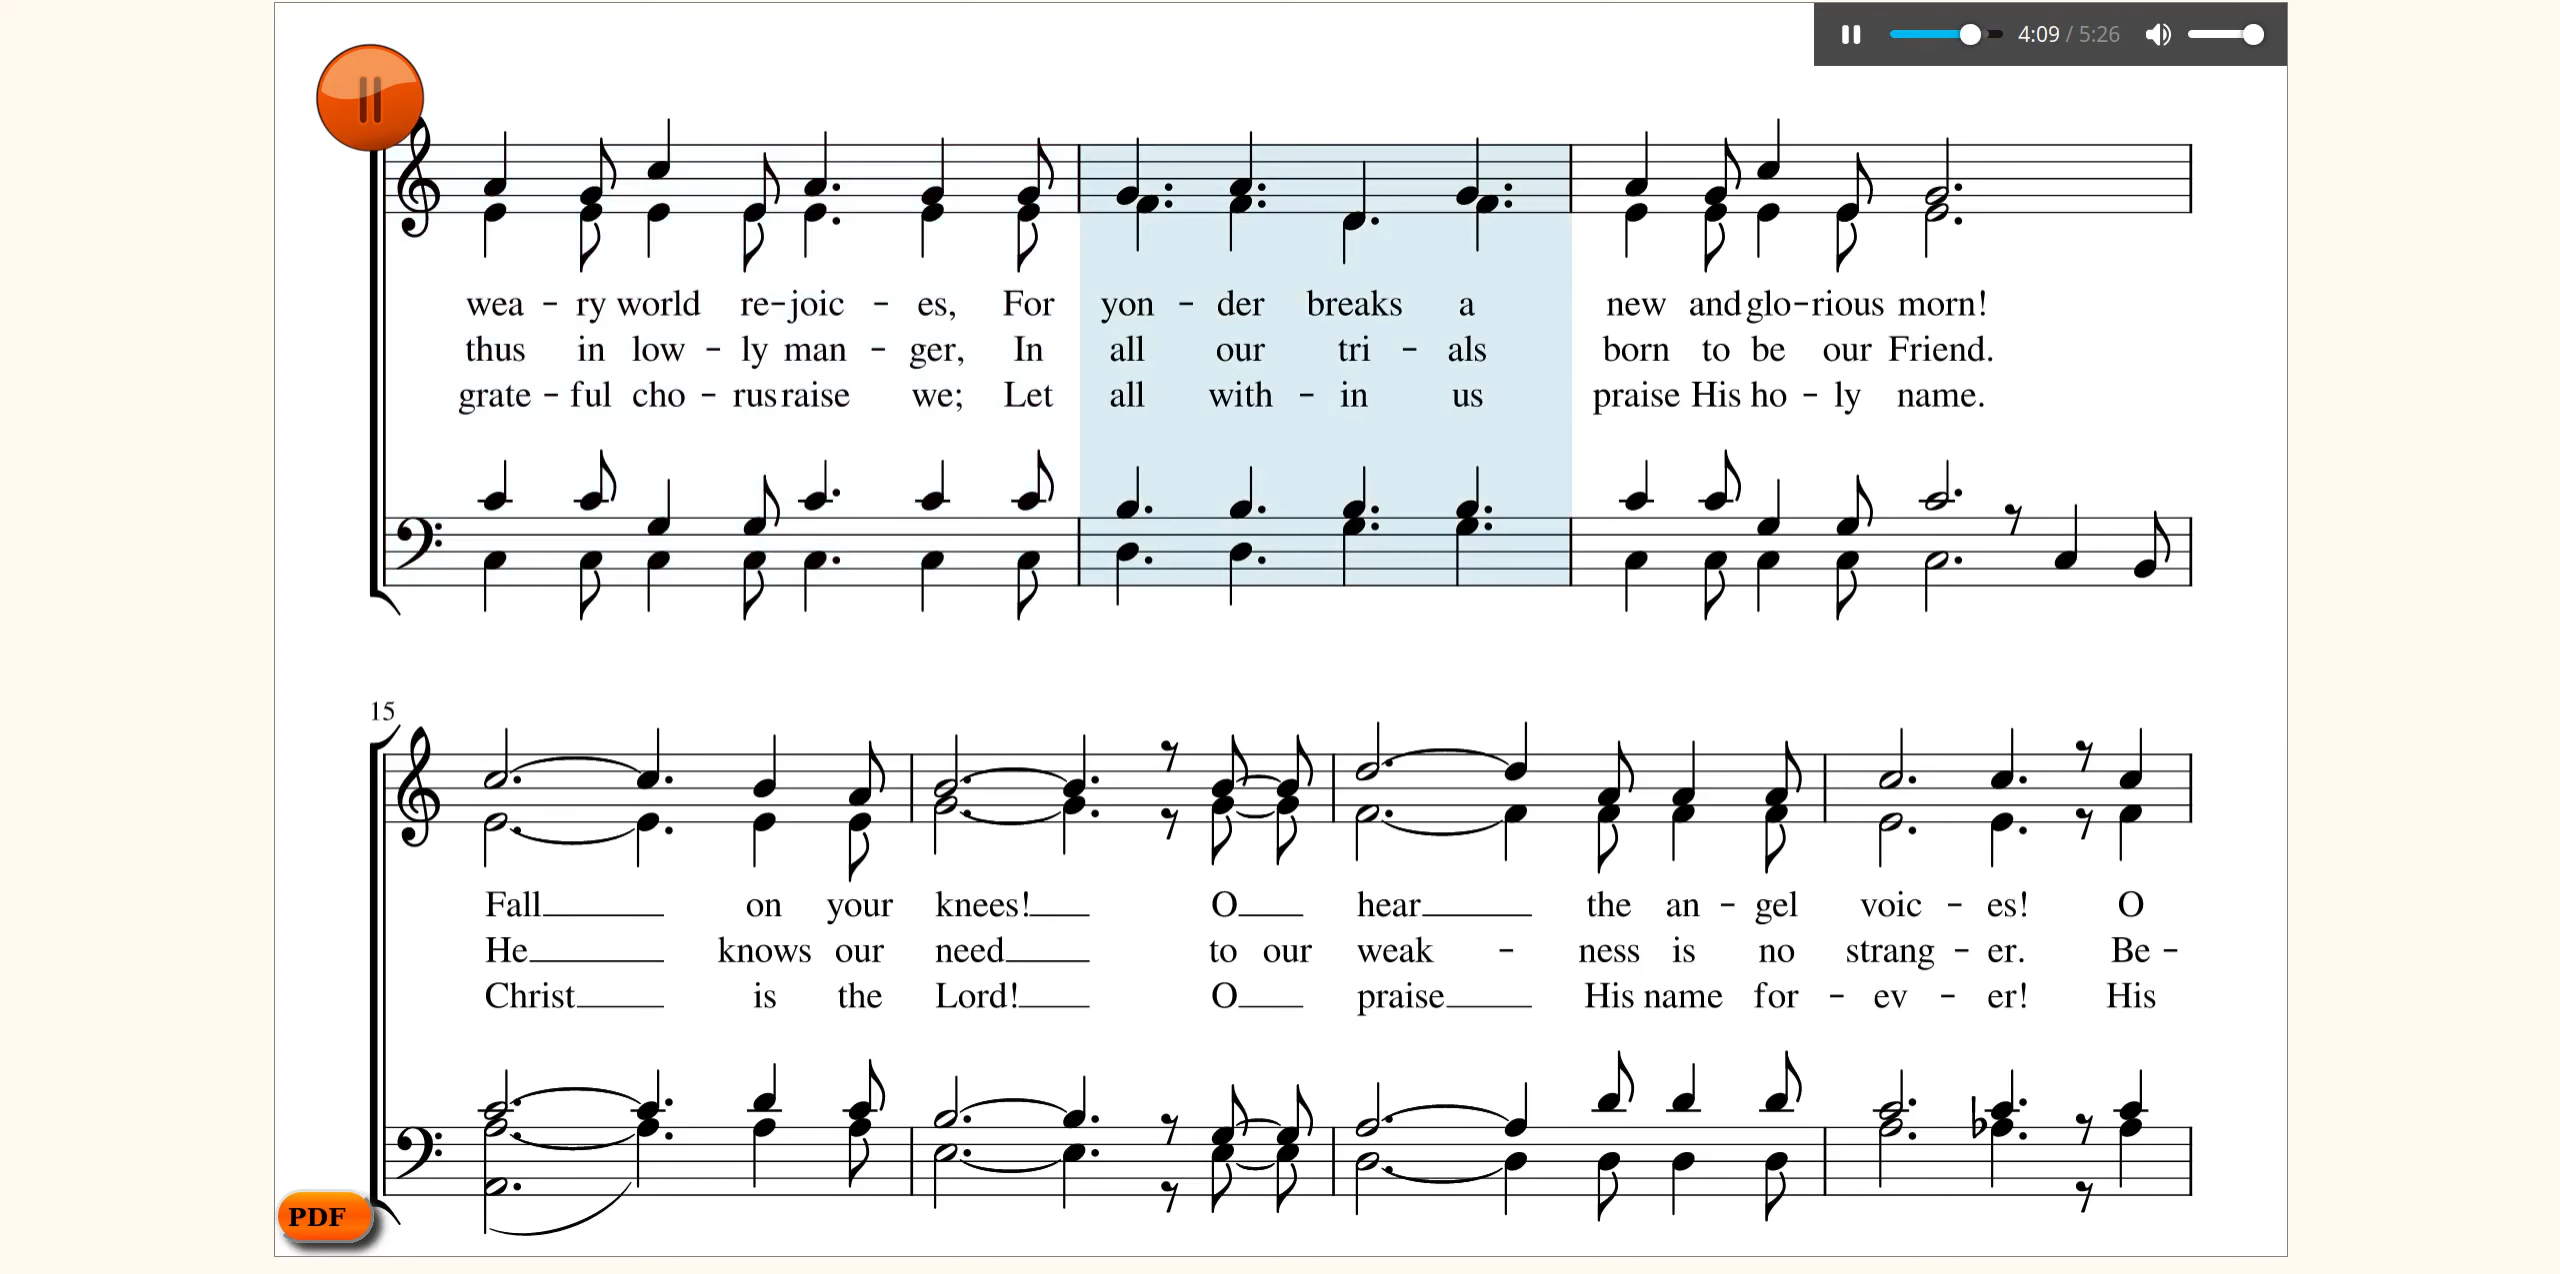 4:09 / 5:26
wea - ry world re-joic - es, For yon - der breaks a new and glo-rious morn!
thus in low - ly man - ger, In all our tri - als born to be our Friend.
grate - ful cho - rus raise we; Let all with - in us praise His ho - ly name.
15
Fall on your knees! O hear the an - gel voic - es! O
He knows our need to our weak - ness is no strang - er. Be -
Christ is the Lord! O praise His name for - ev - er! His
PDF